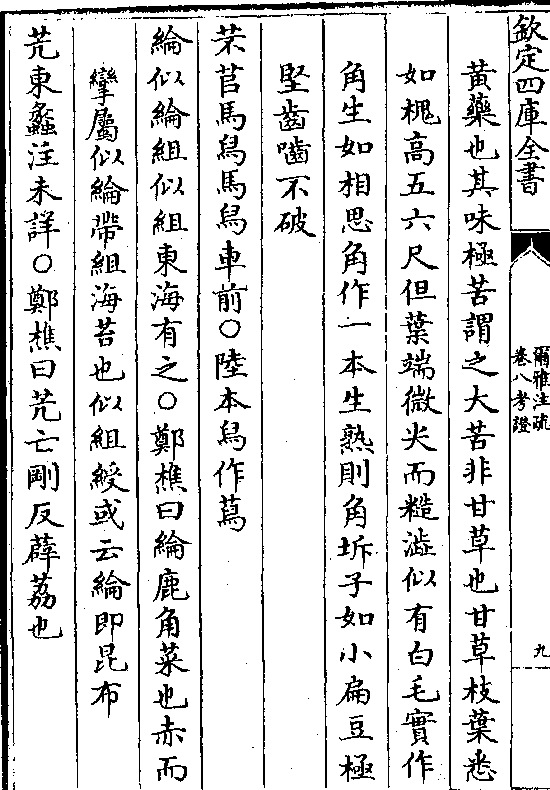 欽定四庫全書
爾雅注疏
卷八考證
九
黃藥也其味極苦謂之大苦非甘草也甘草枝葉悉
如槐高五六尺但葉端微尖而糙澁似有白毛實作
角生如相思角作一本生熟則角坼子如小扁豆極
堅齒嚙不破
芣苢馬舄馬舄車前○陸本舄作蕮
綸似綸組似組東海有之○鄭樵曰綸鹿角菜也赤而
攣屬似綸帶組海苔也似組綬或云綸即昆布
䒷東蠡注未詳○鄭樵曰䒷亡剛反薜荔也